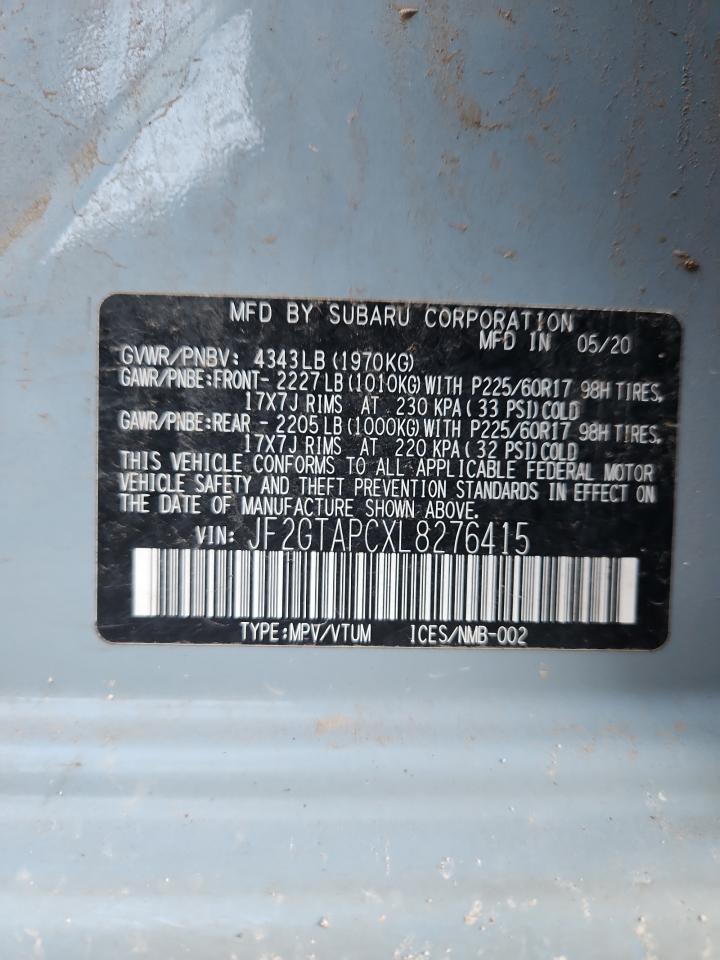 MFD BY SUBARU CORPORATION
MFD IN 05/20
GVWR/PNBV: 4343LB(1970KG)
GAWR/PNBE:FRONT- 2227LB(1010KG)WITH P225/60R17 98H TIRES,
17X7J RIMS AT 230 KPA(33 PSI)COLD
GAWR/PNBE:REAR - 2205LB(1000KG)WITH P225/60R17 98H TIRES,
17X7J RIMS AT 220 KPA(32 PSI)COLD
THIS VEHICLE CONFORMS TO ALL APPLICABLE FEDERAL MOTOR
VEHICLE SAFETY AND THEFT PREVENTION STANDARDS IN EFFECT ON
THE DATE OF MANUFACTURE SHOWN ABOVE.
VIN: JF2GTAPCXL8276415
TYPE:MPV/VTUM ICES/NMB-002